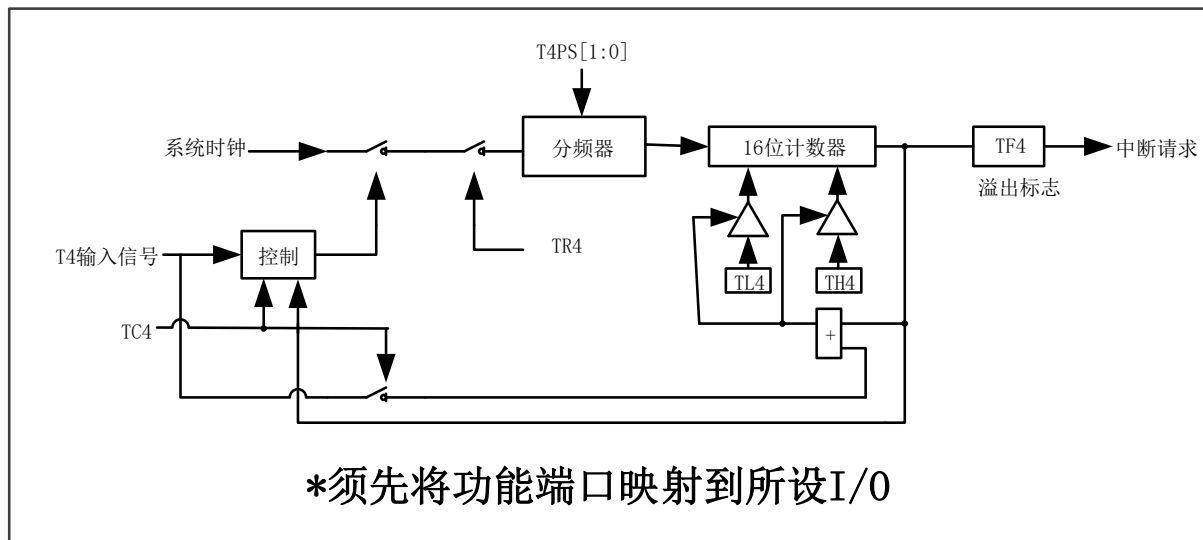 T4PS[1:0]
系统时钟
分频器
16位计数器
TF4
中断请求
溢出标志
T4输入信号
控制
TR4
TL4
TH4
TC4
+
*须先将功能端口映射到所设I/O